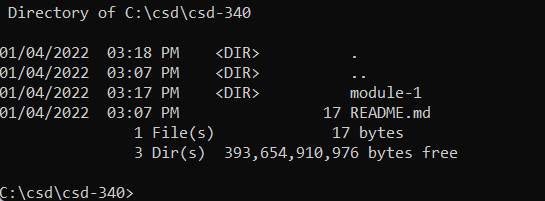 Directory of C:\csd\csd-340
01/04/2022  03:18 PM    <DIR>          .
01/04/2022  03:07 PM    <DIR>          ..
01/04/2022  03:17 PM    <DIR>          module-1
01/04/2022  03:07 PM                17 README.md
               1 File(s)             17 bytes
               3 Dir(s)  393,654,910,976 bytes free
C:\csd\csd-340>